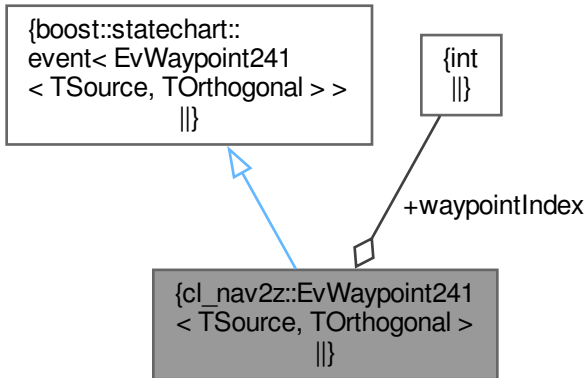 {boost::statechart::
event< EvWaypoint241
< TSource, TOrthogonal > >
||}
{int
||}
+waypointIndex
{cl_nav2z::EvWaypoint241
< TSource, TOrthogonal >
||}